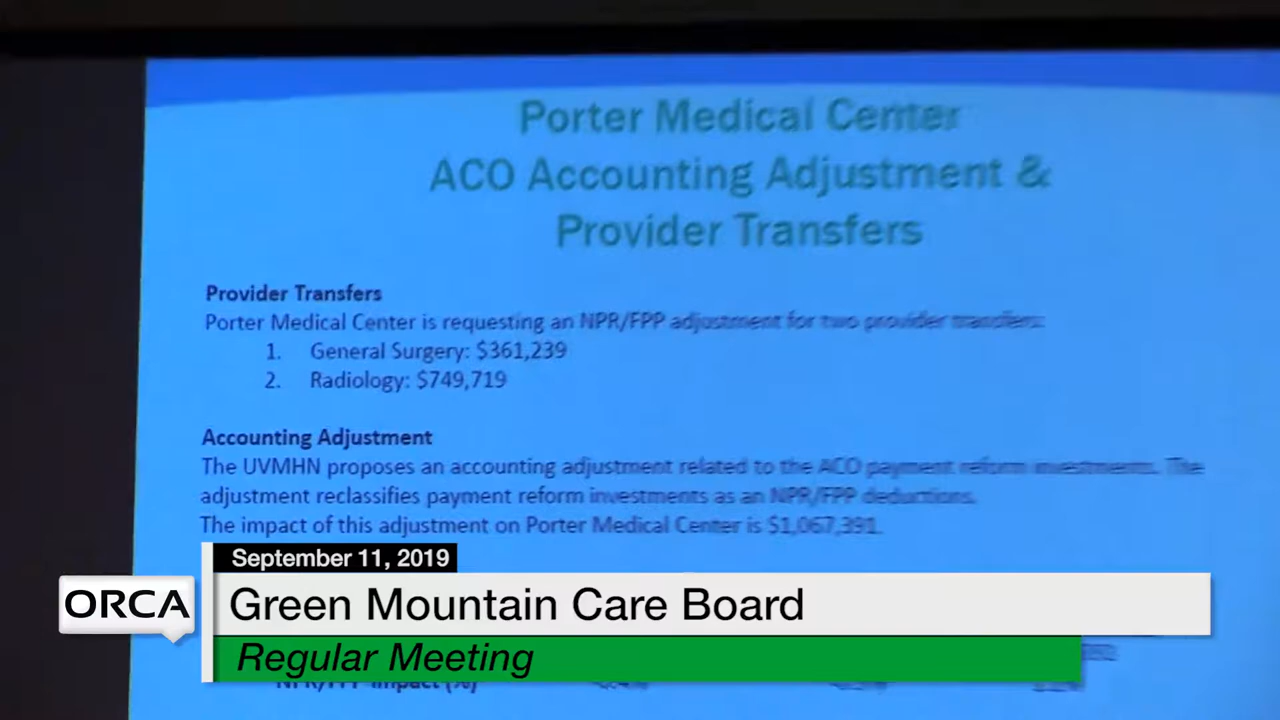 Porter Medical Center
ACO Accounting Adjustment &
Provider Transfers
Provider Transfers
Porter Medical Center is requesting an NPR/FPP adjustment for two provider transfers:
1. General Surgery: $361,239
2. Radiology: $749,719
Accounting Adjustment
The UVMHN proposes an accounting adjustment related to the ACO payment reform investments. The
adjustment reclassifies payment reform investments as an NPR/FPP deductions.
The impact of this adjustment on Porter Medical Center is $1,067,391.
September 11, 2019
ORCA
Green Mountain Care Board
Regular Meeting
NPR/FPP Impact (%)